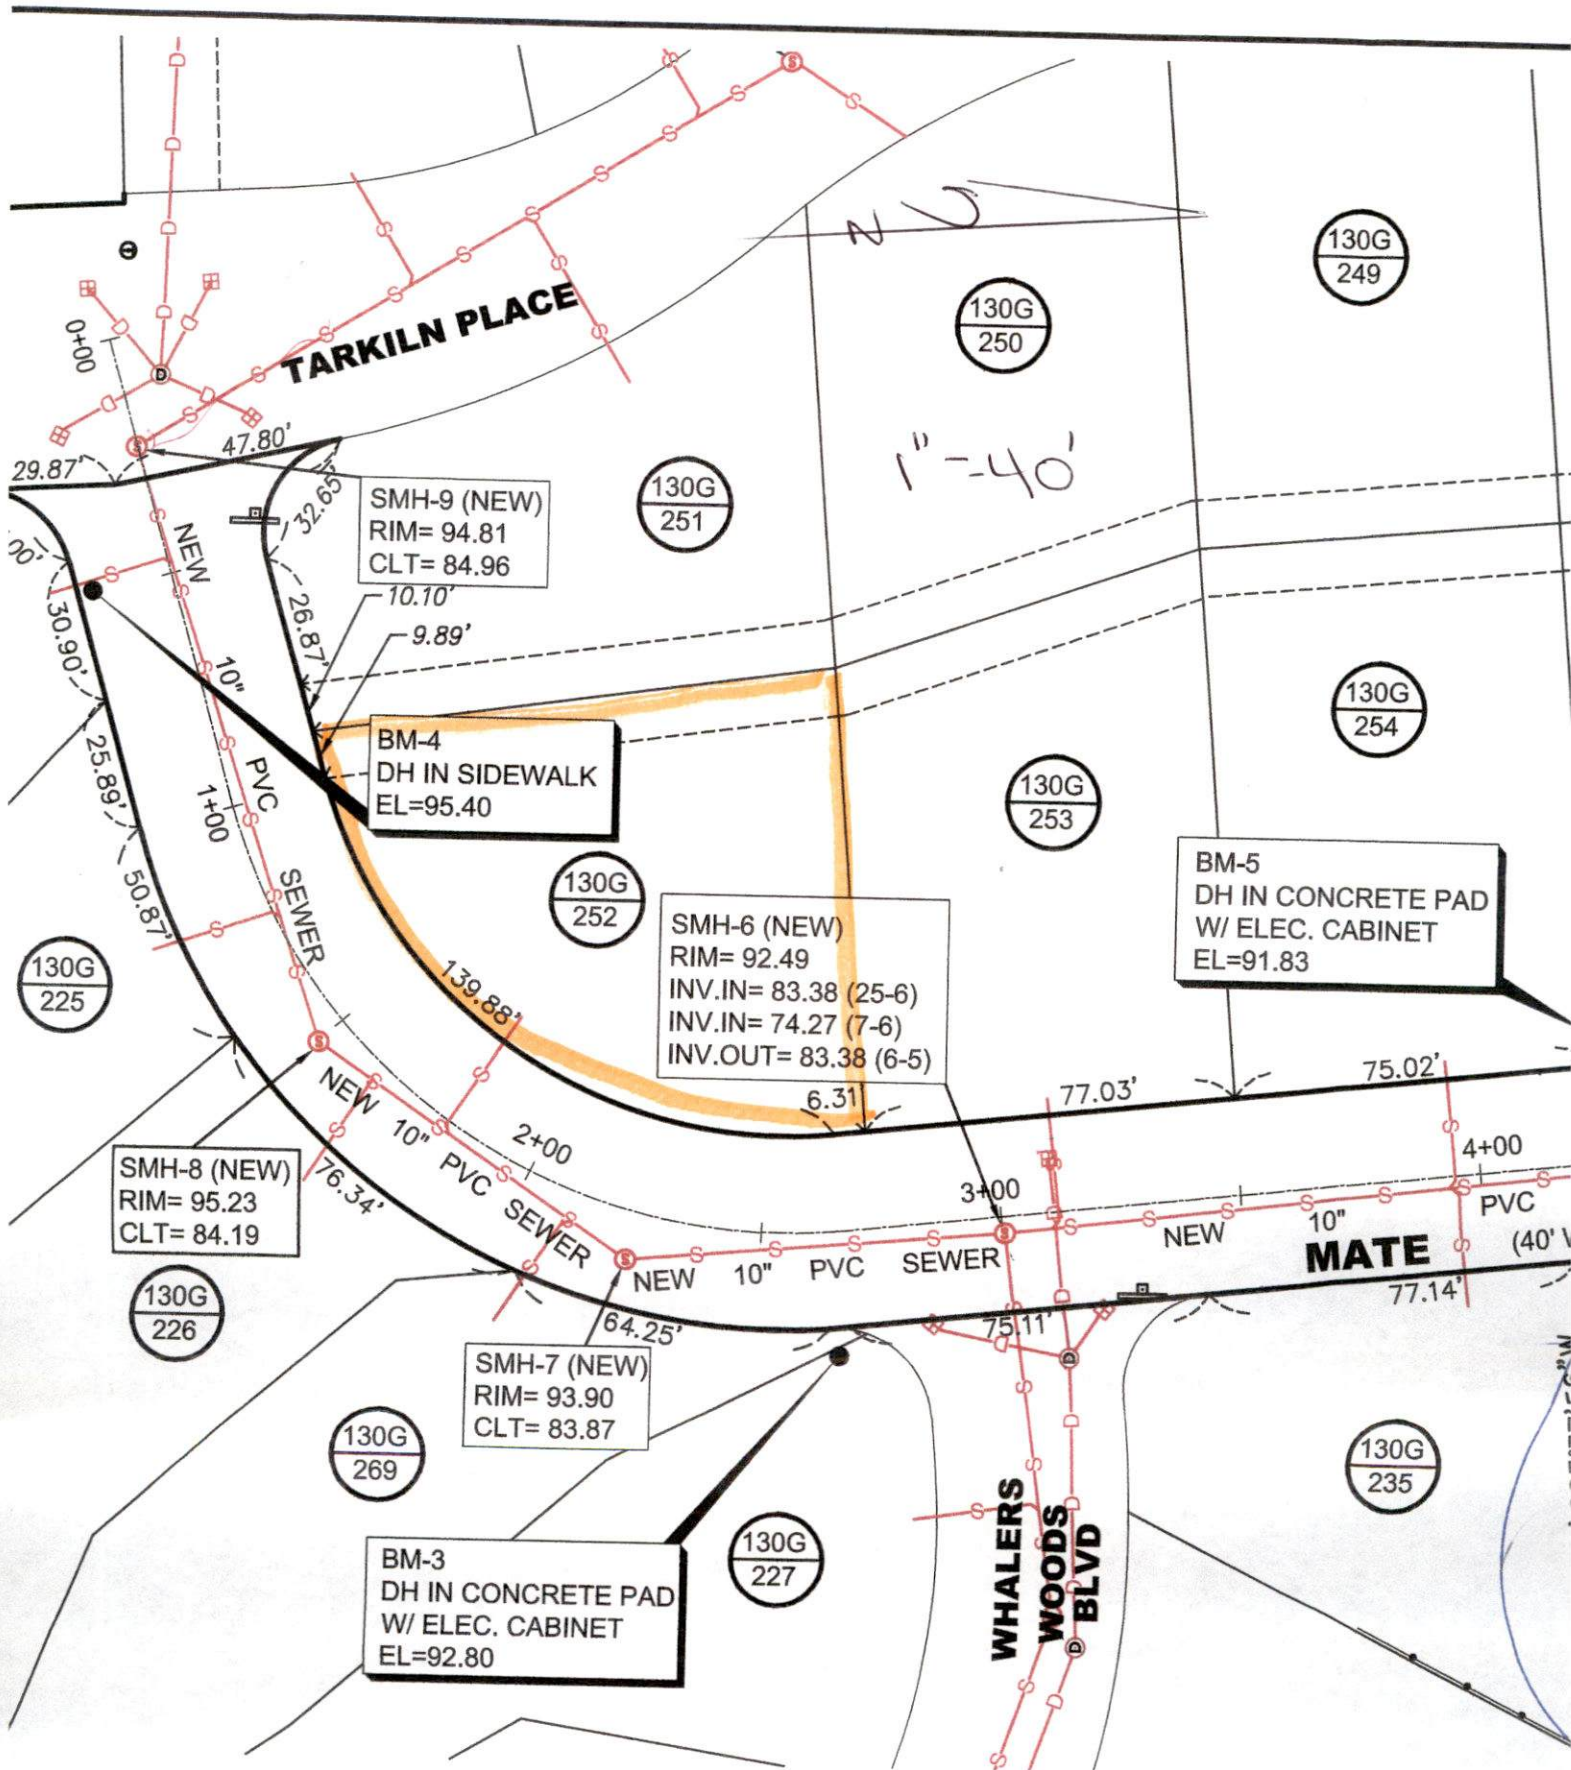 N
130G
249
130G
250
0+00
TARKILN PLACE
1"=40'
29.87'
47.80'
32.65'
SMH-9 (NEW)
RIM= 94.81
CLT= 84.96
130G
251
10.10'
9.89'
26.87'
30.90'
25.89'
50.87'
NEW
10"
PVC
SEWER
1+00
BM-4
DH IN SIDEWALK
EL=95.40
130G
254
130G
253
130G
252
BM-5
DH IN CONCRETE PAD
W/ ELEC. CABINET
EL=91.83
SMH-6 (NEW)
RIM= 92.49
INV.IN= 83.38 (25-6)
INV.IN= 74.27 (7-6)
INV.OUT= 83.38 (6-5)
130G
225
139.88'
6.31'
77.03'
75.02'
NEW
10"
PVC
SEWER
2+00
76.34'
SMH-8 (NEW)
RIM= 95.23
CLT= 84.19
3+00
4+00
NEW 10" PVC SEWER
NEW 10" PVC
MATE
(40'
77.14'
75.11'
64.25'
130G
226
SMH-7 (NEW)
RIM= 93.90
CLT= 83.87
130G
269
130G
235
130G
227
BM-3
DH IN CONCRETE PAD
W/ ELEC. CABINET
EL=92.80
WHALERS
WOODS
BLVD